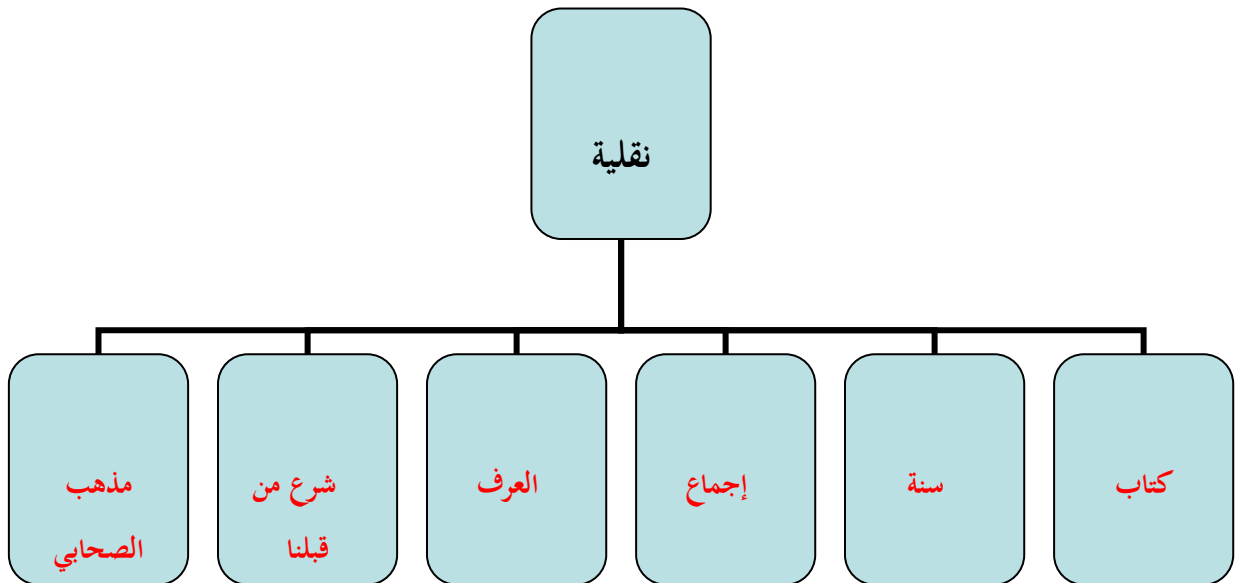 نقلية
كتاب
سنة
إجماع
العرف
شرع من
قبلنا
مذهب
الصحابي